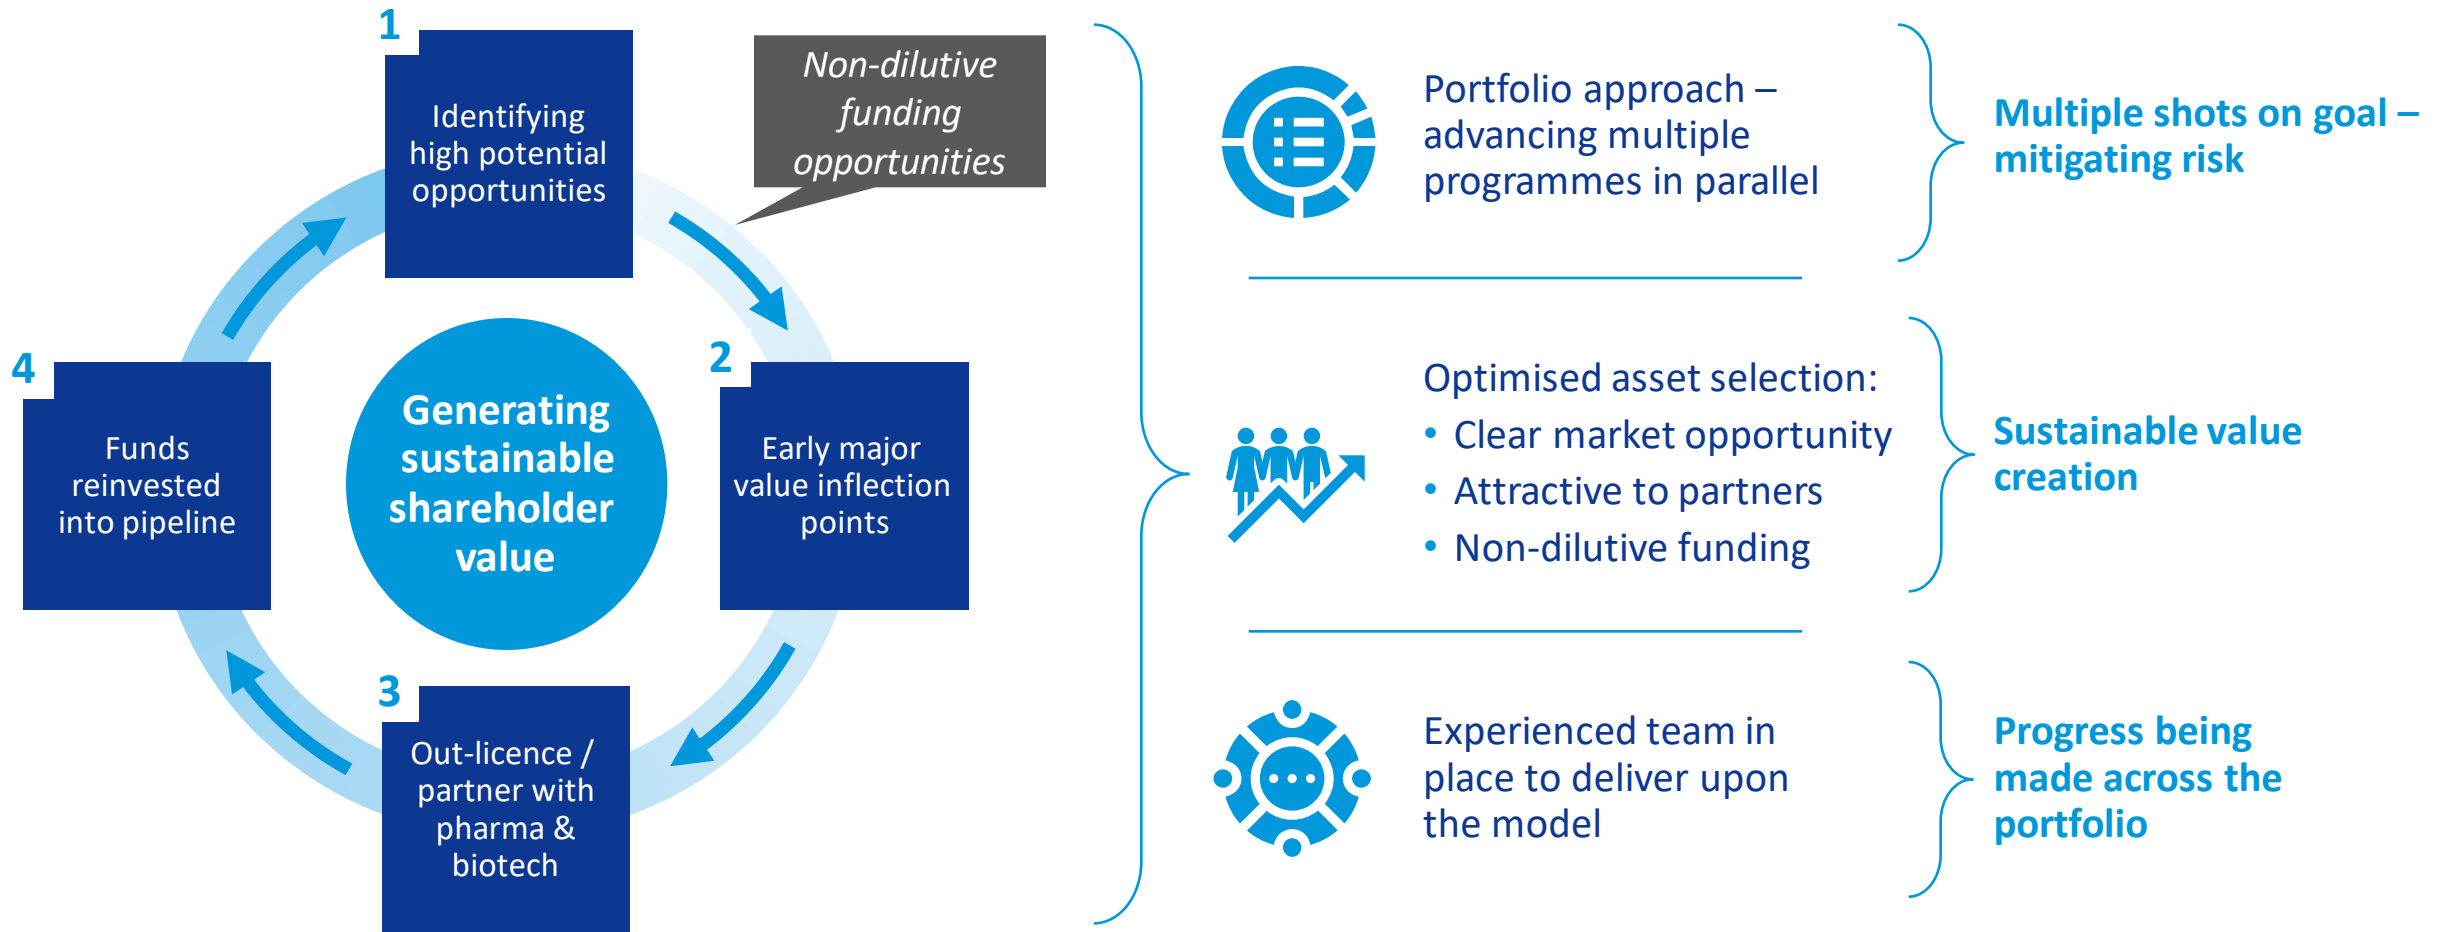 1
Identifying
high potential
opportunities
Non-dilutive
funding
opportunities
2
Early major
value inflection
points
3
Out-licence /
partner with
pharma &
biotech
4
Funds
reinvested
into pipeline
Generating
sustainable
shareholder
value
Portfolio approach –
advancing multiple
programmes in parallel
Multiple shots on goal –
mitigating risk
Optimised asset selection:
• Clear market opportunity
• Attractive to partners
• Non-dilutive funding
Sustainable value
creation
Experienced team in
place to deliver upon
the model
Progress being
made across the
portfolio